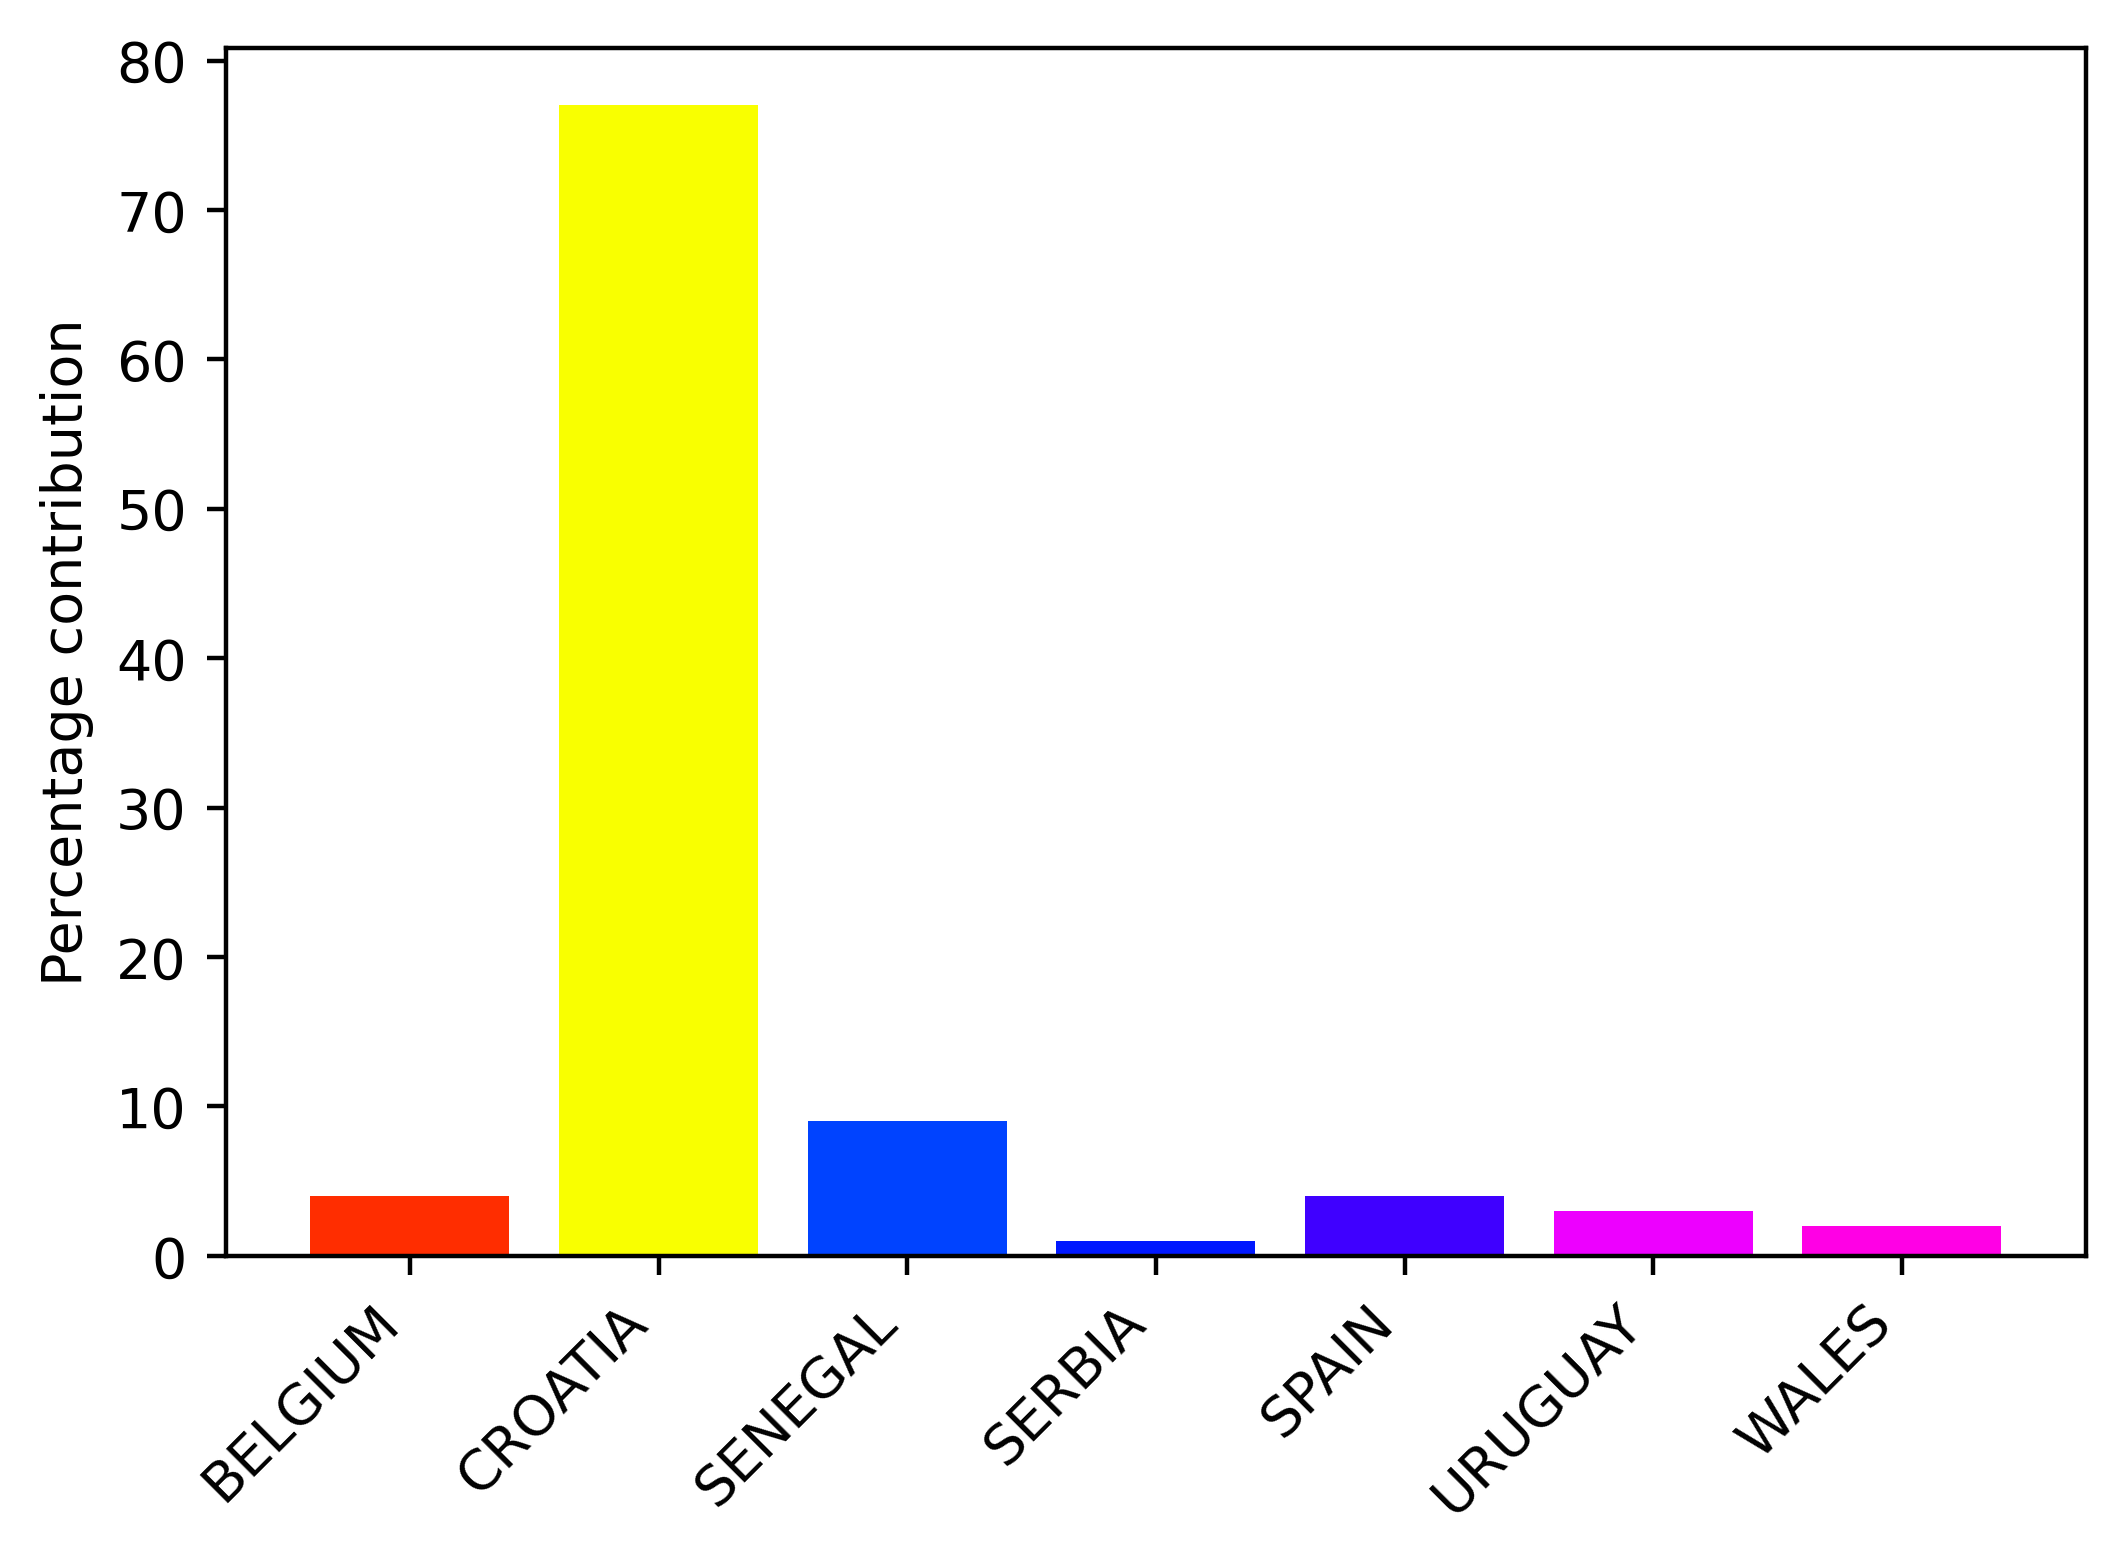 Percentage contribution
80
70
60
50
40
30
20
10
0
BELGIUM
CROATIA
SENEGAL
SERBIA
SPAIN
URUGUAY
WALES